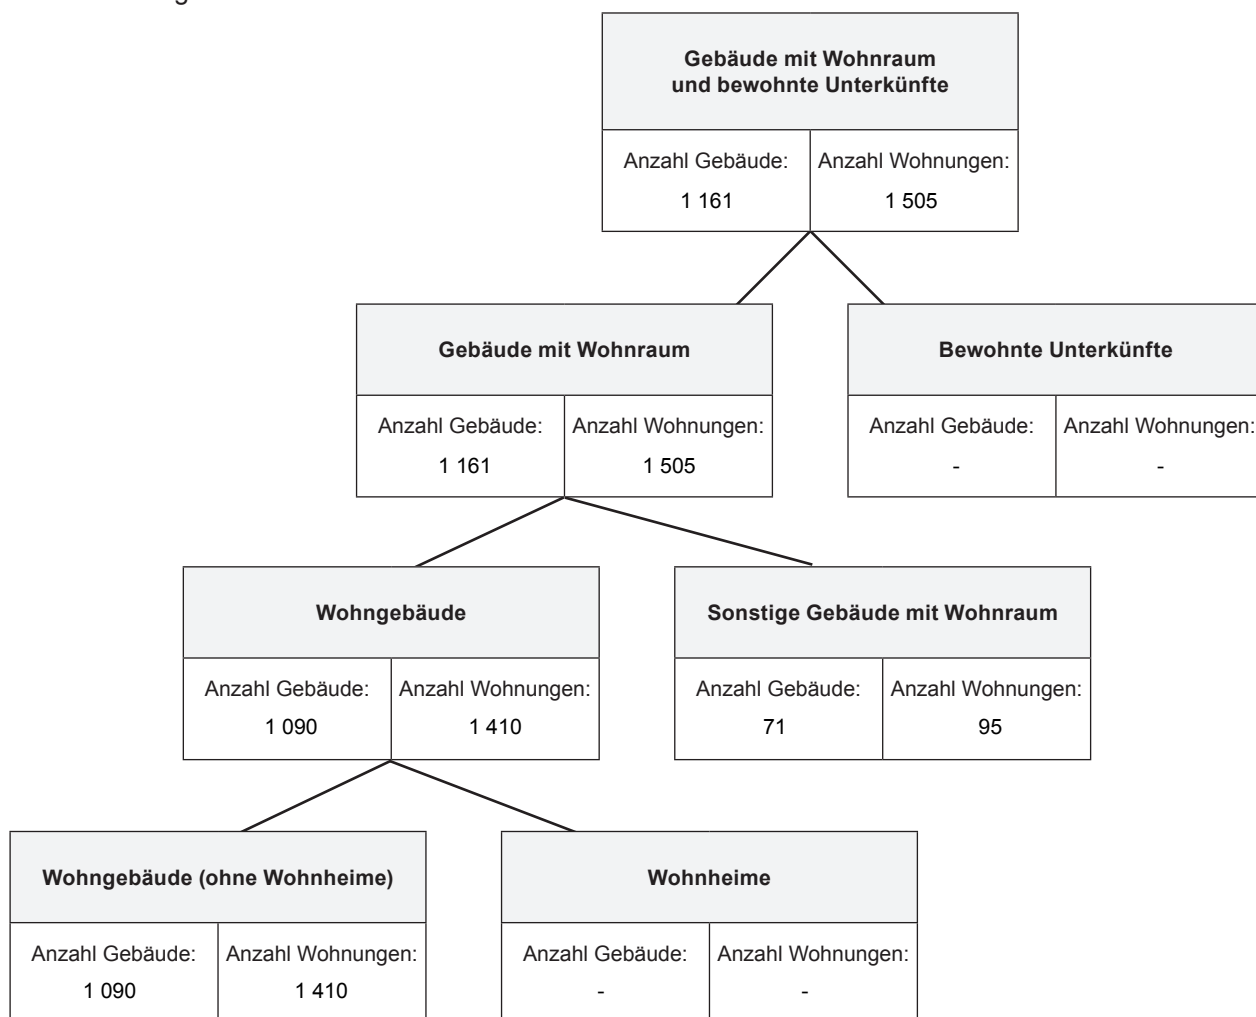 Gebäude mit Wohnraum
und bewohnte Unterkünfte
Anzahl Gebäude: Anzahl Wohnungen:
1 161 1 505
Gebäude mit Wohnraum Bewohnte Unterkünfte
Anzahl Gebäude: Anzahl Wohnungen: Anzahl Gebäude: Anzahl Wohnungen:
1 161 1 505 - -
Wohngebäude Sonstige Gebäude mit Wohnraum
Anzahl Gebäude: Anzahl Wohnungen: Anzahl Gebäude: Anzahl Wohnungen:
1 090 1 410 71 95
Wohngebäude (ohne Wohnheime) Wohnheime
Anzahl Gebäude: Anzahl Wohnungen: Anzahl Gebäude: Anzahl Wohnungen:
1 090 1 410 - -